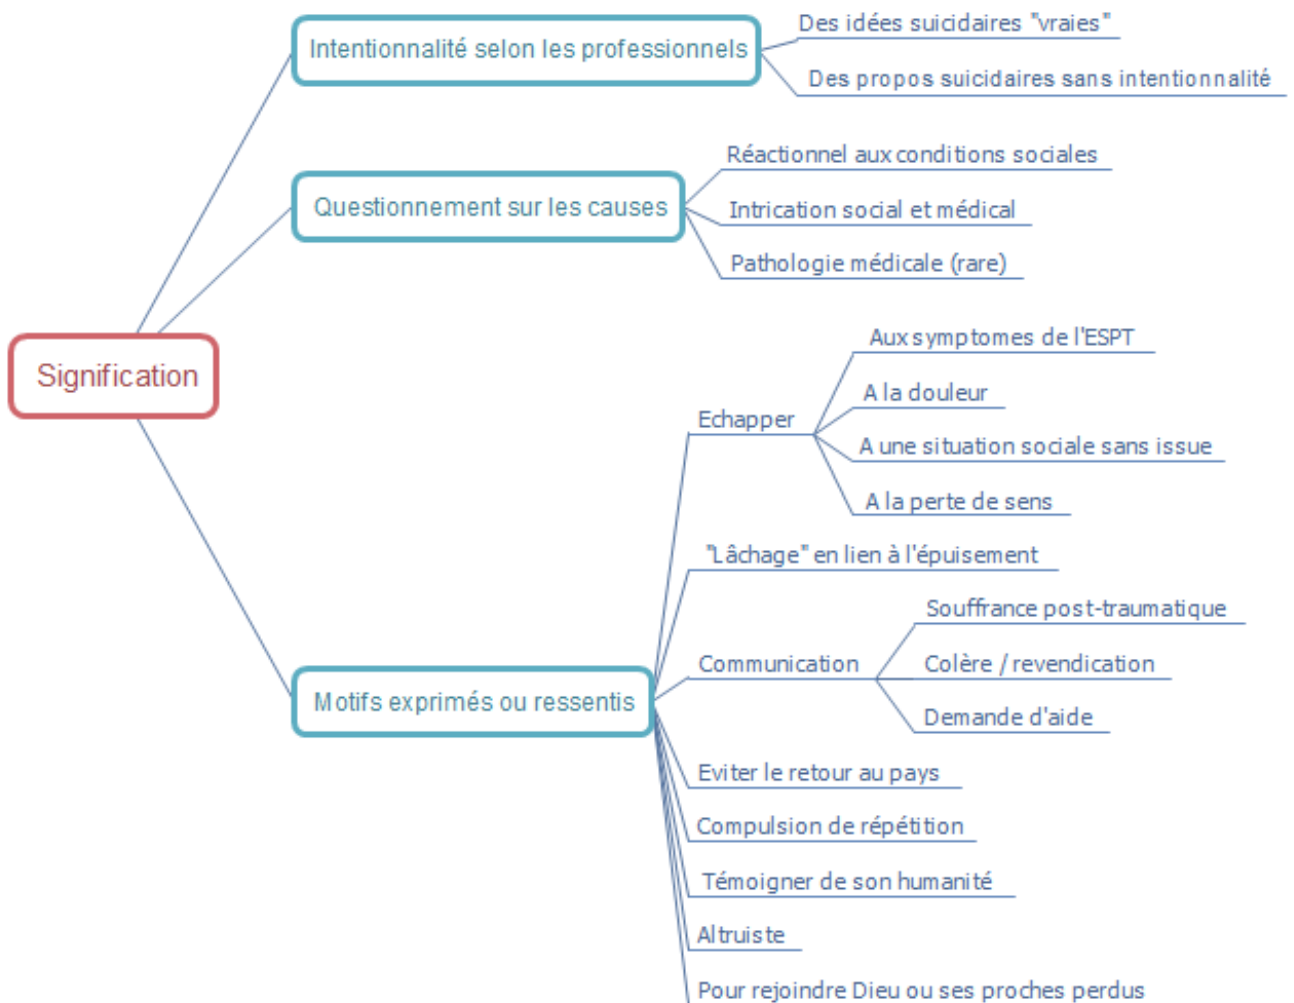 Signification
Intentionnalité selon les professionnels
Des idées suicidaires "vraies"
Des propos suicidaires sans intentionnalité
Questionnement sur les causes
Réactionnel aux conditions sociales
Intrication social et médical
Pathologie médicale (rare)
Motifs exprimés ou ressentis
Echapper
Aux symptomes de l'ESPT
A la douleur
A une situation sociale sans issue
A la perte de sens
"Lâchage" en lien à l'épuisement
Communication
Souffrance post-traumatique
Colère / revendication
Demande d'aide
Eviter le retour au pays
Compulsion de répétition
Témoigner de son humanité
Altruiste
Pour rejoindre Dieu ou ses proches perdus